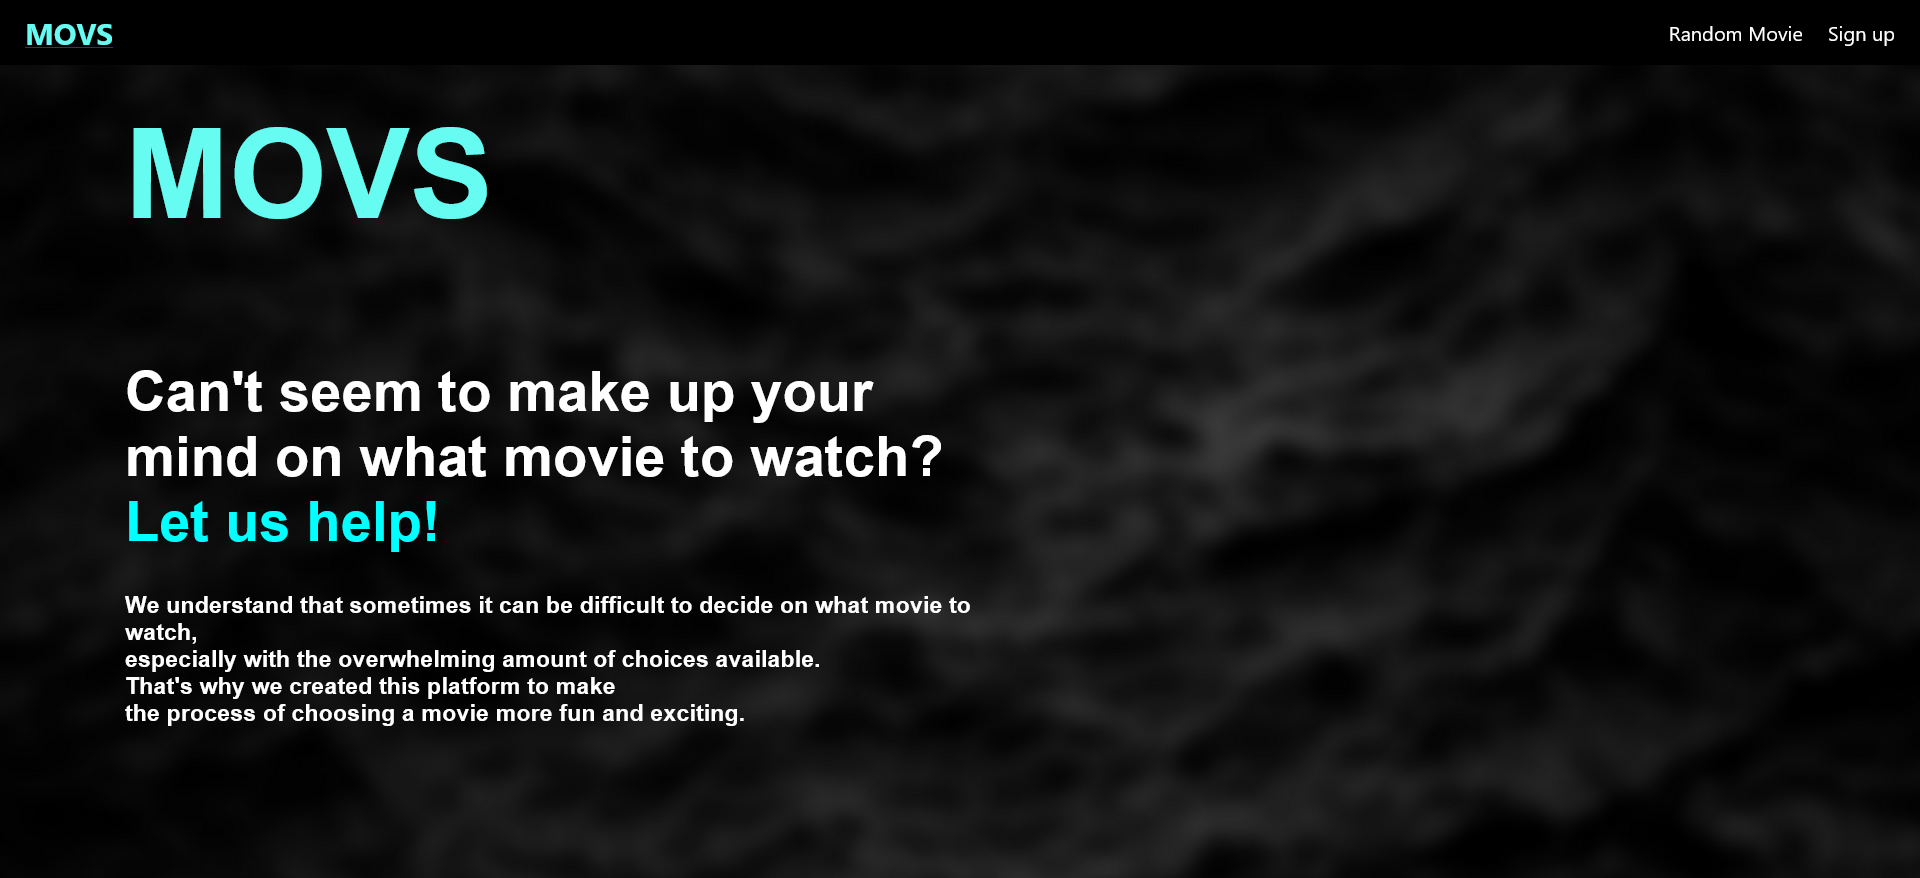 MOVS
Random Movie
Sign up
MOVS
Can't seem to make up your
mind on what movie to watch?
Let us help!
We understand that sometimes it can be difficult to decide on what movie to
watch,
especially with the overwhelming amount of choices available.
That's why we created this platform to make
the process of choosing a movie more fun and exciting.